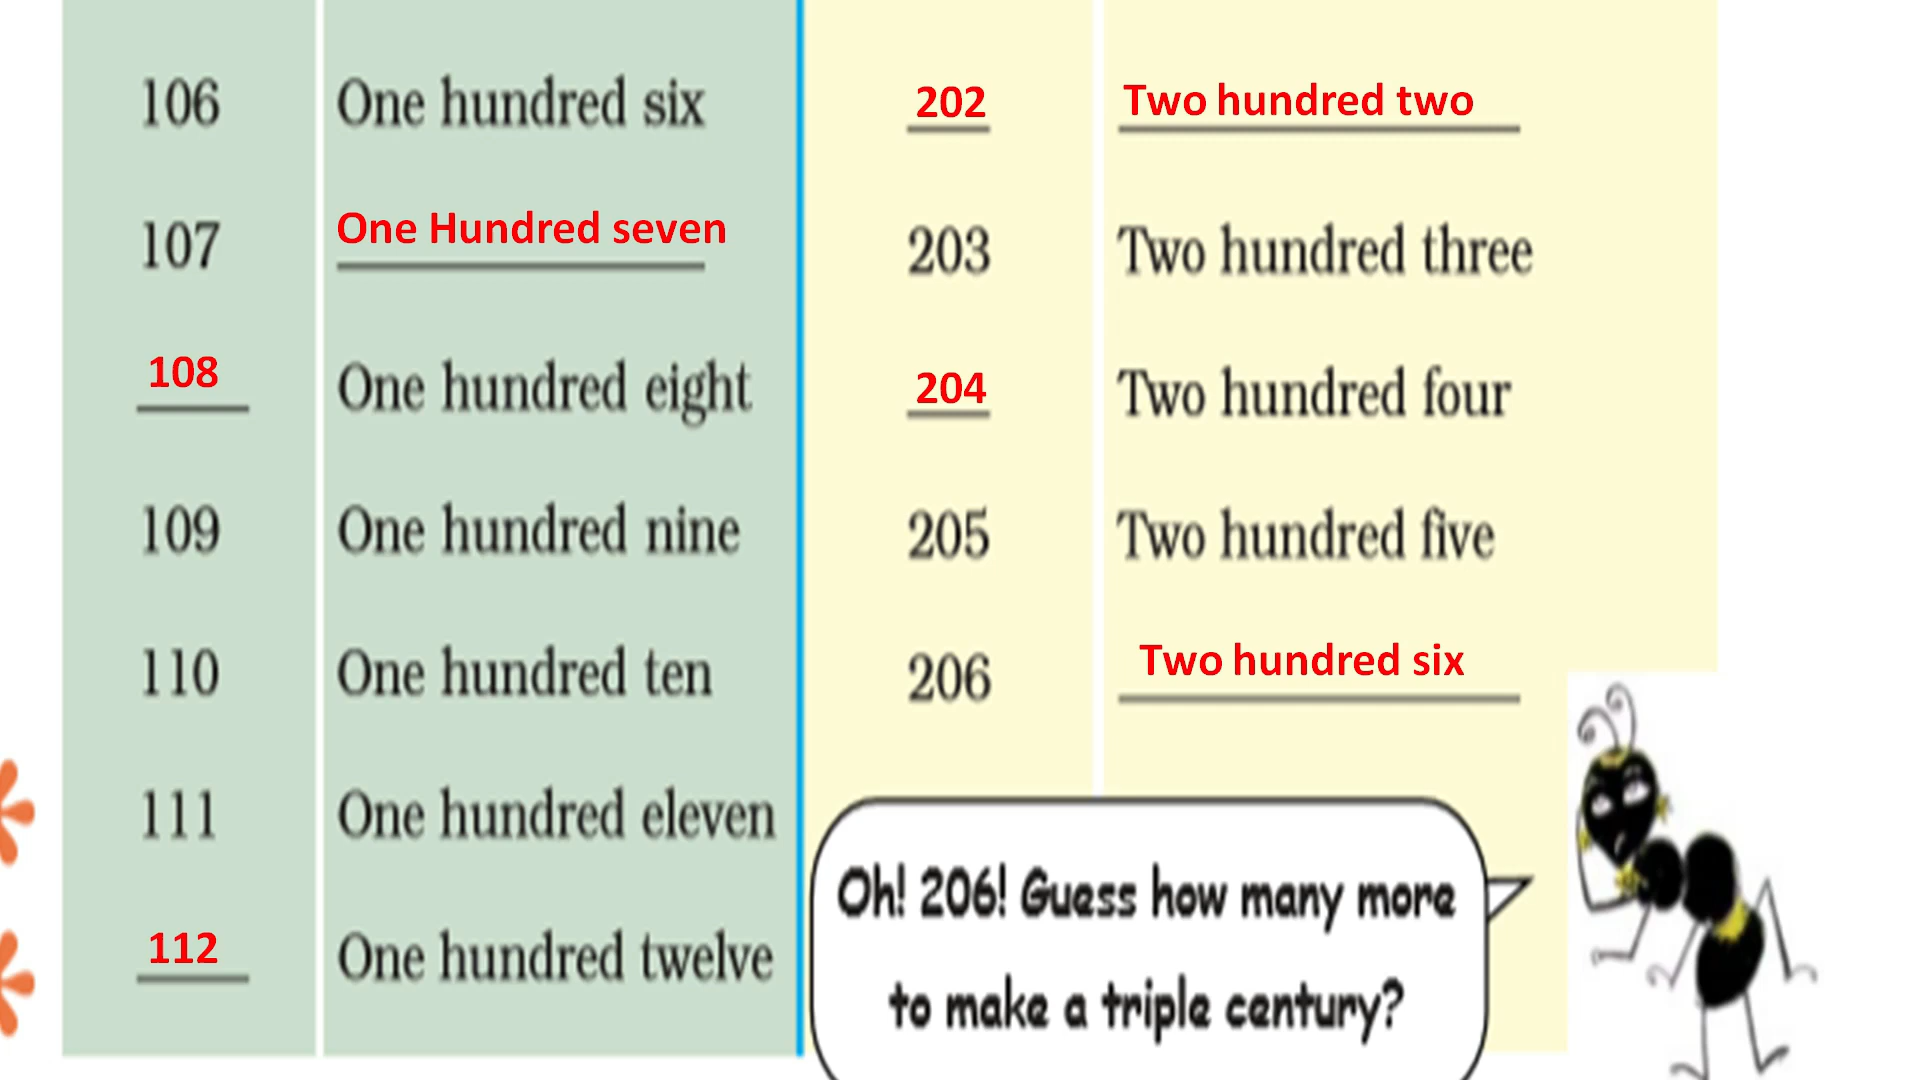 106 One hundred six
107 One Hundred seven
108 One hundred eight
109 One hundred nine
110 One hundred ten
111 One hundred eleven
112 One hundred twelve
202 Two hundred two
203 Two hundred three
204 Two hundred four
205 Two hundred five
206 Two hundred six
Oh! 206! Guess how many more
to make a triple century?